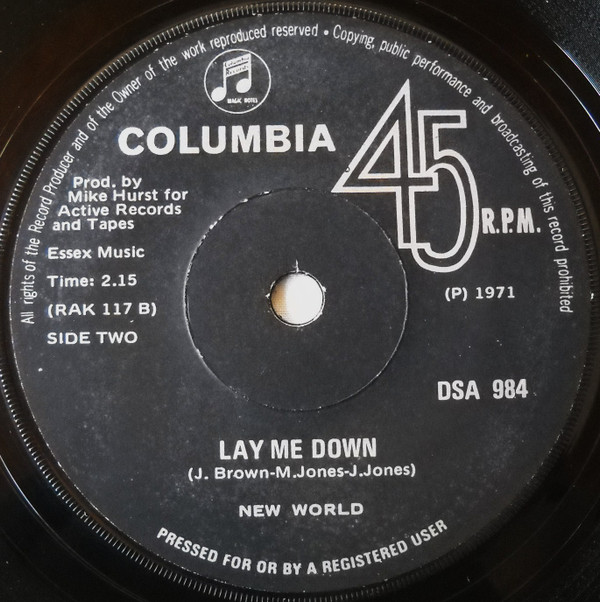 All rights of the Record Producer and of the Owner of the work reproduced reserved • Copying, public performance and broadcasting of this record prohibited
Columbia
Records
MAGIC NOTES
COLUMBIA
45 R.P.M.
Prod. by
Mike Hurst for
Active Records
and Tapes
Essex Music
Time: 2.15
(RAK 117 B)
SIDE TWO
(P) 1971
DSA 984
LAY ME DOWN
(J. Brown-M.Jones-J.Jones)
NEW WORLD
PRESSED FOR OR BY A REGISTERED USER